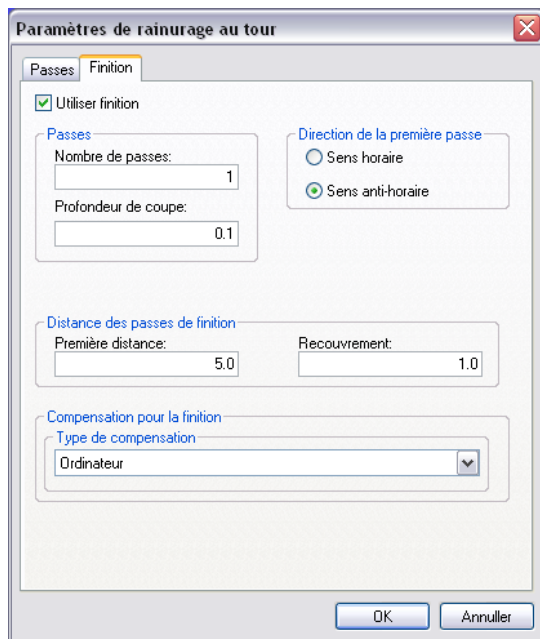 Paramètres de rainurage au tour
Passes Finition
Utiliser finition
Passes
Nombre de passes:
1
Profondeur de coupe:
0.1
Direction de la première passe
Sens horaire
Sens anti-horaire
Distance des passes de finition
Première distance: Recouvrement:
5.0 1.0
Compensation pour la finition
Type de compensation
Ordinateur
OK Annuller